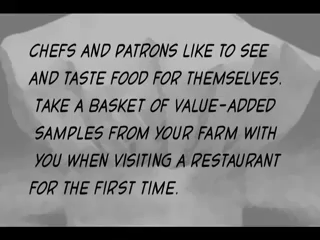 CHEFS AND PATRONS LIKE TO SEE
AND TASTE FOOD FOR THEMSELVES.
TAKE A BASKET OF VALUE-ADDED
SAMPLES FROM YOUR FARM WITH
YOU WHEN VISITING A RESTAURANT
FOR THE FIRST TIME.